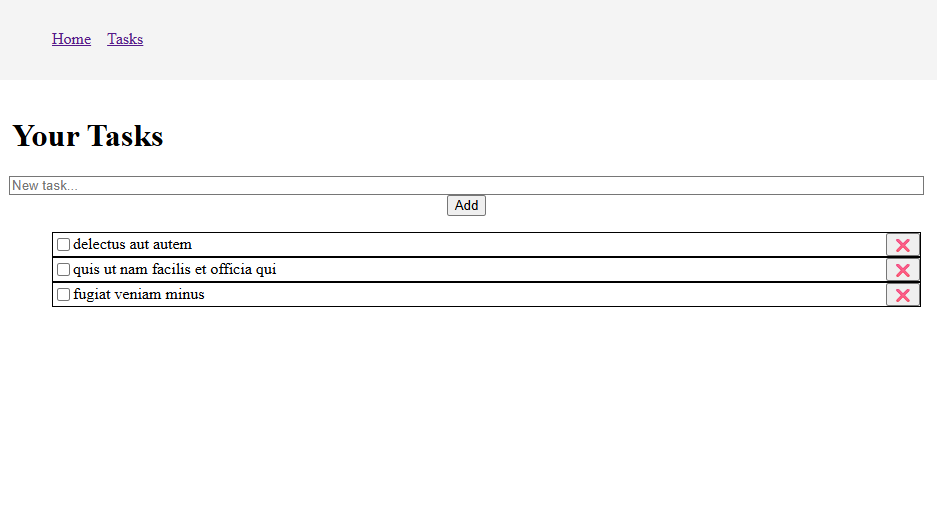 Home Tasks
Your Tasks
New task...
Add
delectus aut autem
quis ut nam facilis et officia qui
fugiat veniam minus